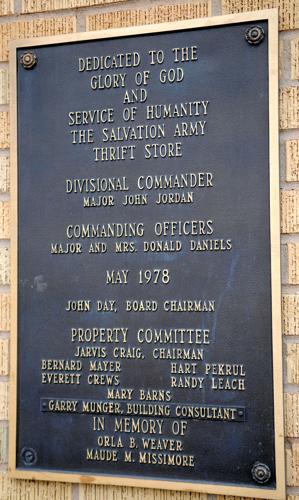 DEDICATED TO THE
GLORY OF GOD
AND
SERVICE OF HUMANITY
THE SALVATION ARMY
THRIFT STORE
DIVISIONAL COMMANDER
MAJOR JOHN JORDAN
COMMANDING OFFICERS
MAJOR AND MRS. DONALD DANIELS
MAY 1978
JOHN DAY, BOARD CHAIRMAN
PROPERTY COMMITTEE
JARVIS CRAIG, CHAIRMAN
BERNARD MAYER HART PEKRUL
EVERETT CREWS RANDY LEACH
MARY BARNS
GARRY MUNGER, BUILDING CONSULTANT
IN MEMORY OF
ORLA B. WEAVER
MAUDE M. MISSIMORE